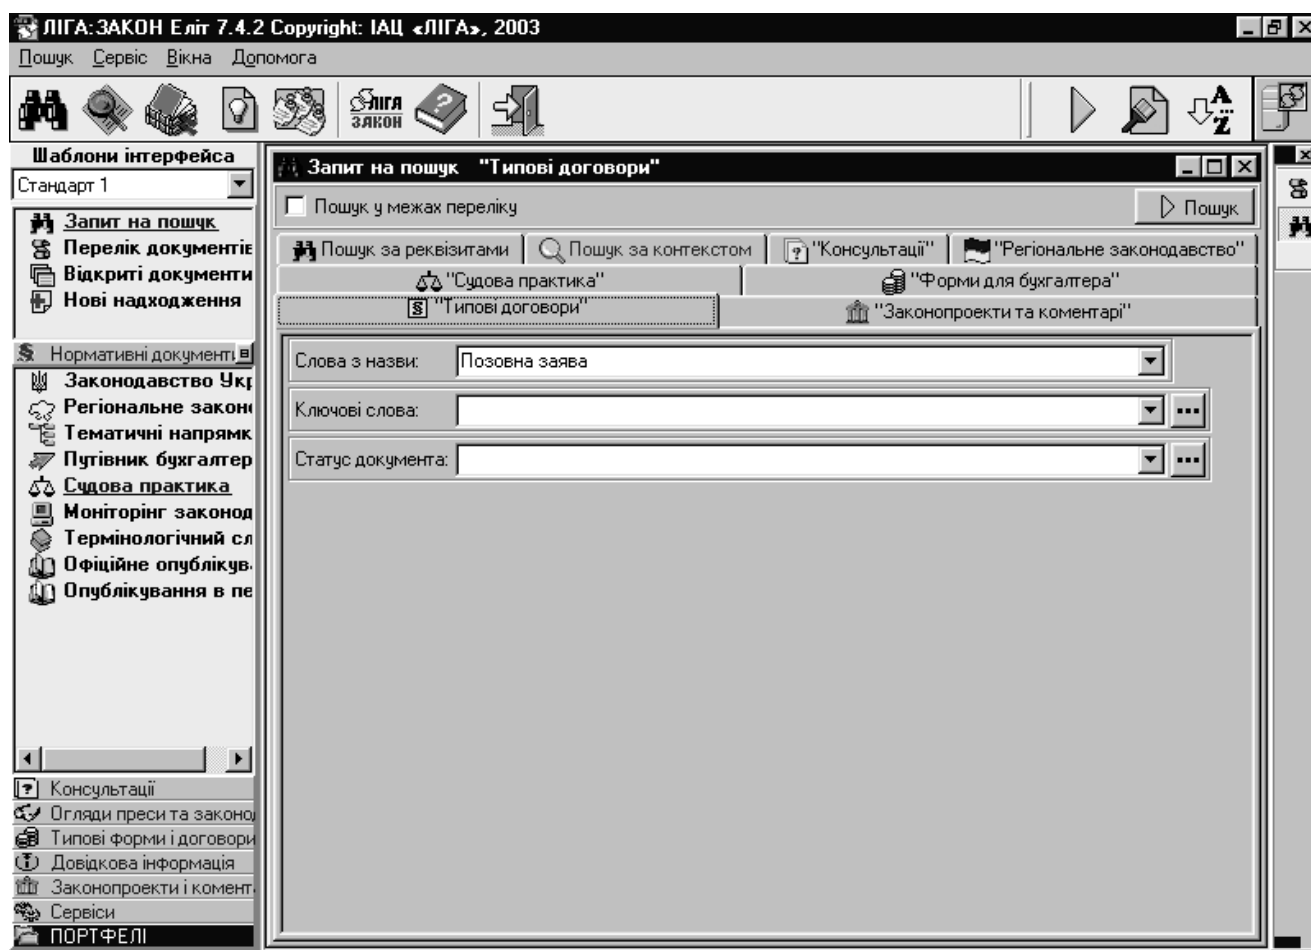 ЛІГА:ЗАКОН Еліт 7.4.2 Copyright: ІАЦ «ЛІГА», 2003
Пошук Сервіс Вікна Допомога
ЛІГА ЗАКОН
A
Z
Шаблони інтерфейса
Стандарт 1
Запит на пошук
Перелік документів
Відкриті документи
Нові надходження
Нормативні документи
Законодавство Укр
Регіональне законо
Тематичні напрямк
Путівник бухгалтер
Судова практика
Моніторінг законод
Термінологічний сл
Офіційне опублікув
Опублікування в пе
Консультації
Огляди преси та законод
Типові форми і договори
Довідкова інформація
Законопроекти і комент
Сервіси
ПОРТФЕЛІ
Запит на пошук "Типові договори"
Пошук у межах переліку
Пошук
Пошук за реквізитами Пошук за контекстом "Консультації" "Регіональне законодавство"
"Судова практика" "Форми для бухгалтера"
"Типові договори" "Законопроекти та коментарі"
Слова з назви: Позовна заява
Ключові слова: ...
Статус документа: ...